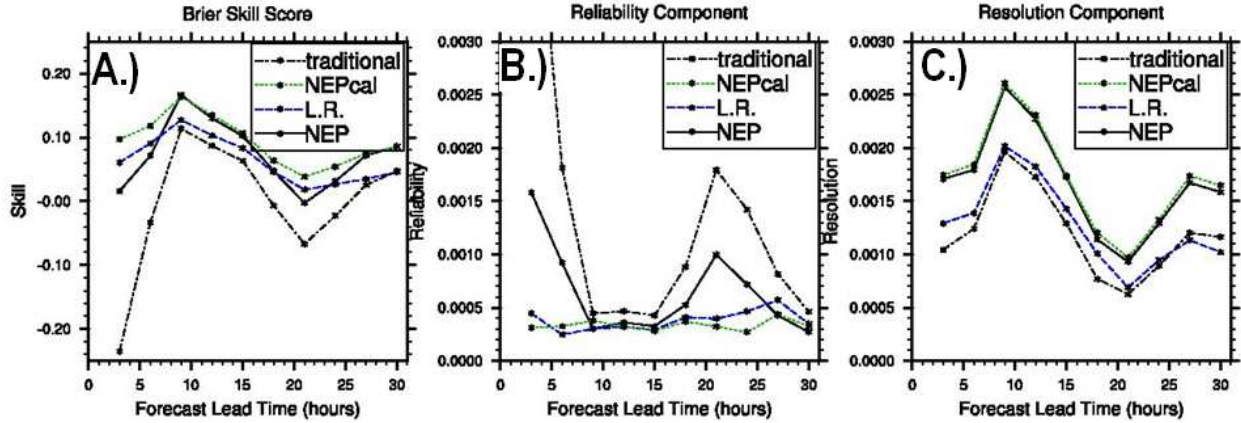 Brier Skill Score
A.)
traditional
NEPcal
L.R.
NEP
0.20
0.10
-0.00
-0.10
-0.20
Skill
0 5 10 15 20 25 30
Forecast Lead Time (hours)
Reliability Component
B.)
traditional
NEPcal
L.R.
NEP
0.0030
0.0025
0.0020
0.0015
0.0010
0.0005
0.0000
Reliability
0 5 10 15 20 25 30
Forecast Lead Time (hours)
Resolution Component
C.)
traditional
NEPcal
L.R.
NEP
0.0030
0.0025
0.0020
0.0015
0.0010
0.0005
0.0000
Resolution
0 5 10 15 20 25 30
Forecast Lead Time (hours)